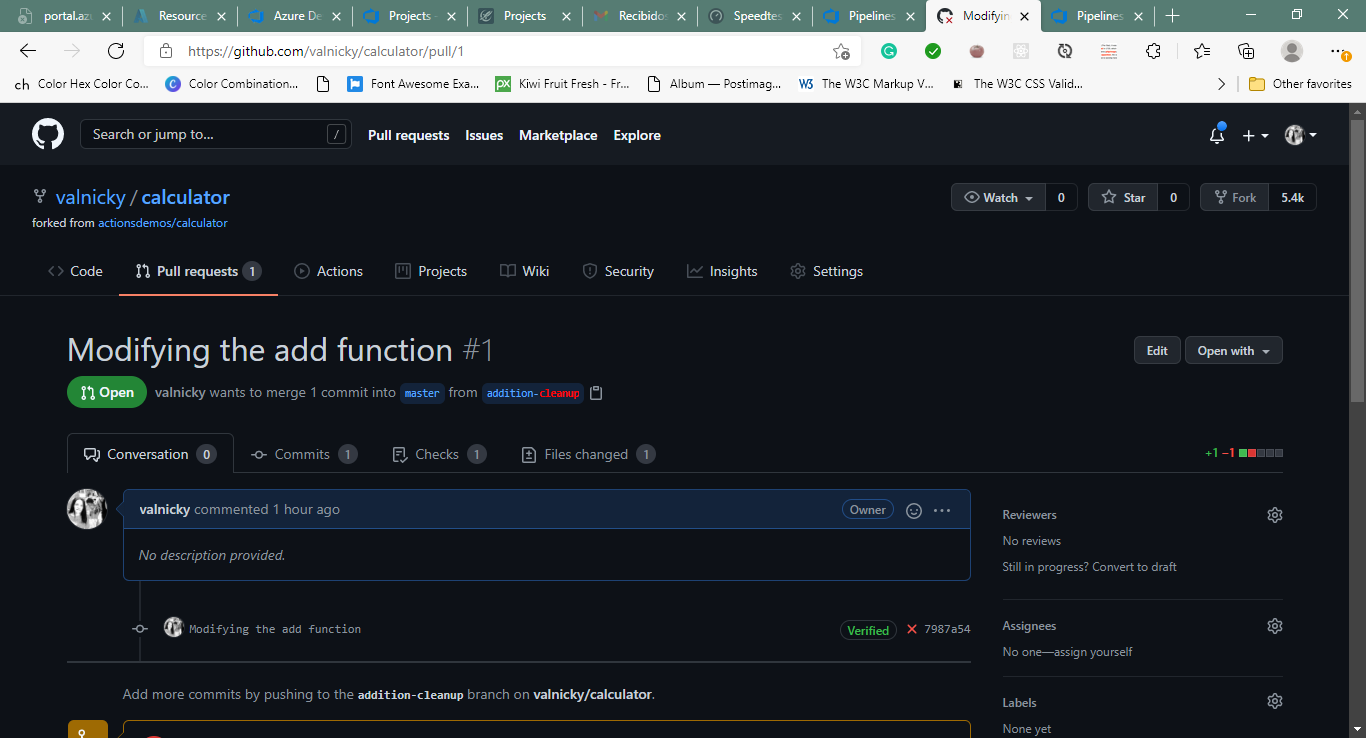 portal.azu
Resource
Azure De
Projects -
Projects
Recibidos
Speedtes
Pipelines
Modifyin
Pipelines
https://github.com/valnicky/calculator/pull/1
ch Color Hex Color Co...
C Color Combination...
Font Awesome Exa...
px Kiwi Fruit Fresh - Fr...
Album — Postimag...
W3 The W3C Markup V...
The W3C CSS Valid...
Other favorites
Search or jump to... /
Pull requests Issues Marketplace Explore
valnicky / calculator
forked from actionsdemos/calculator
Watch 0
Star 0
Fork 5.4k
Code
Pull requests 1
Actions
Projects
Wiki
Security
Insights
Settings
Modifying the add function #1
Edit
Open with
Open valnicky wants to merge 1 commit into master from addition-cleanup
Conversation 0
Commits 1
Checks 1
Files changed 1
+1 −1
valnicky commented 1 hour ago
Owner
No description provided.
Modifying the add function
Verified
7987a54
Add more commits by pushing to the addition-cleanup branch on valnicky/calculator.
Reviewers
No reviews
Still in progress? Convert to draft
Assignees
No one—assign yourself
Labels
None yet